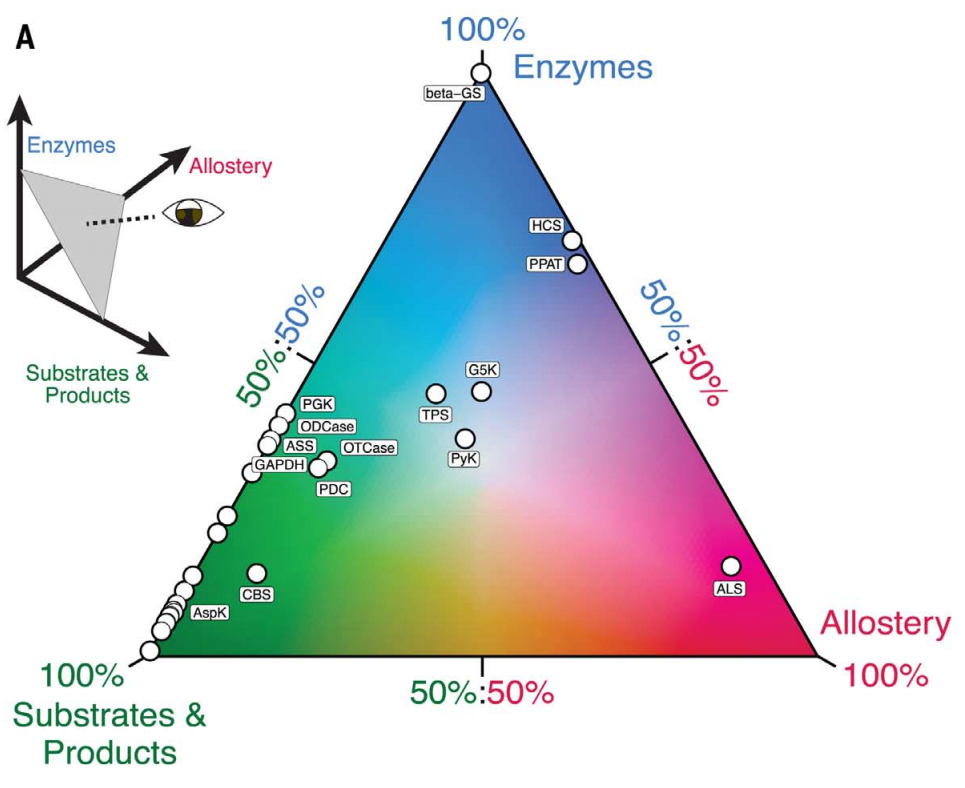 A
100%
Enzymes
beta–GS
Enzymes
Allostery
HCS
PPAT
50%:50%
50%:50%
G5K
TPS
PGK
ODCase
ASS
OTCase
PyK
GAPDH
PDC
Substrates &
Products
CBS
ALS
AspK
Allostery
100%
100%
50%:50%
Substrates &
Products